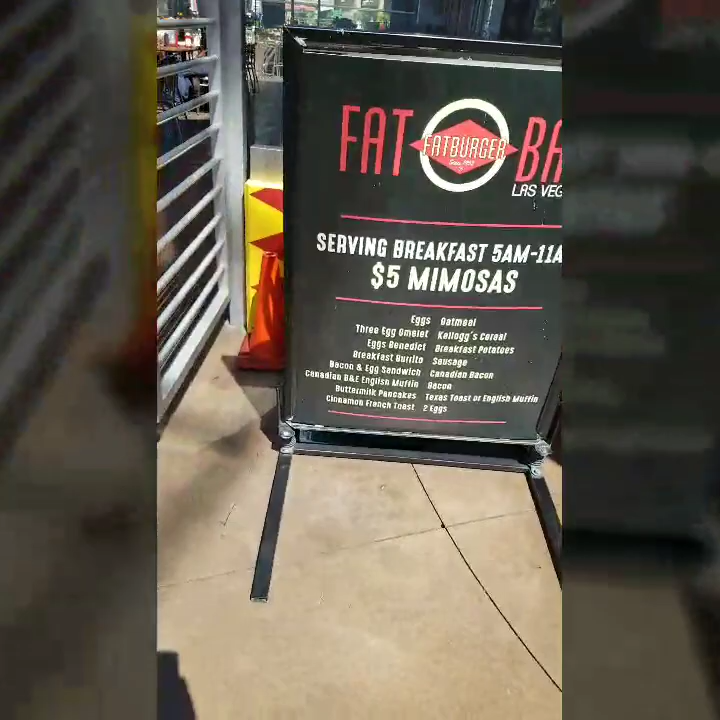 FAT BA
FATBURGER
Since 1952
LAS VEG
SERVING BREAKFAST 5AM-11A
$5 MIMOSAS
Eggs Oatmeal
Three Egg Omelet Kellogg's Cereal
Eggs Benedict Breakfast Potatoes
Breakfast Burrito Sausage
Bacon & Egg Sandwich Canadian Bacon
Canadian B&E English Muffin Bacon
Buttermilk Pancakes Texas Toast or English Muffin
Cinnamon French Toast 2 Eggs